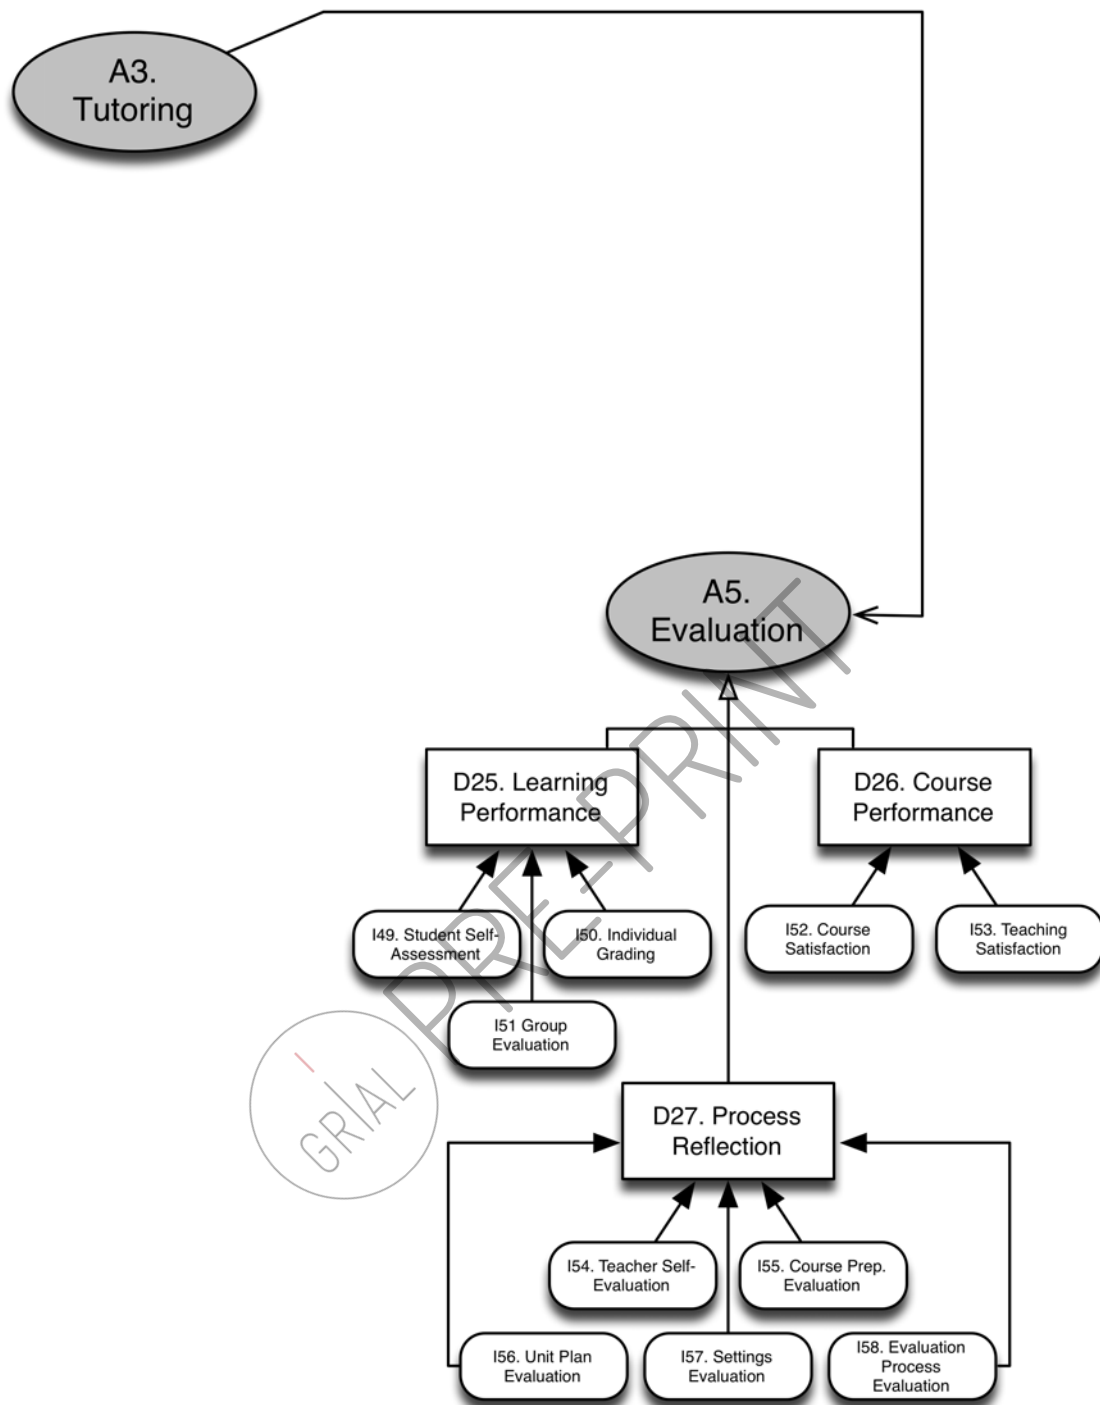 A3.
Tutoring
A5.
Evaluation
D25. Learning
Performance
D26. Course
Performance
I49. Student Self-
Assessment
I50. Individual
Grading
I52. Course
Satisfaction
I53. Teaching
Satisfaction
I51 Group
Evaluation
PRE-PRINT
GRIAL
D27. Process
Reflection
I54. Teacher Self-
Evaluation
I55. Course Prep.
Evaluation
I56. Unit Plan
Evaluation
I57. Settings
Evaluation
I58. Evaluation
Process
Evaluation